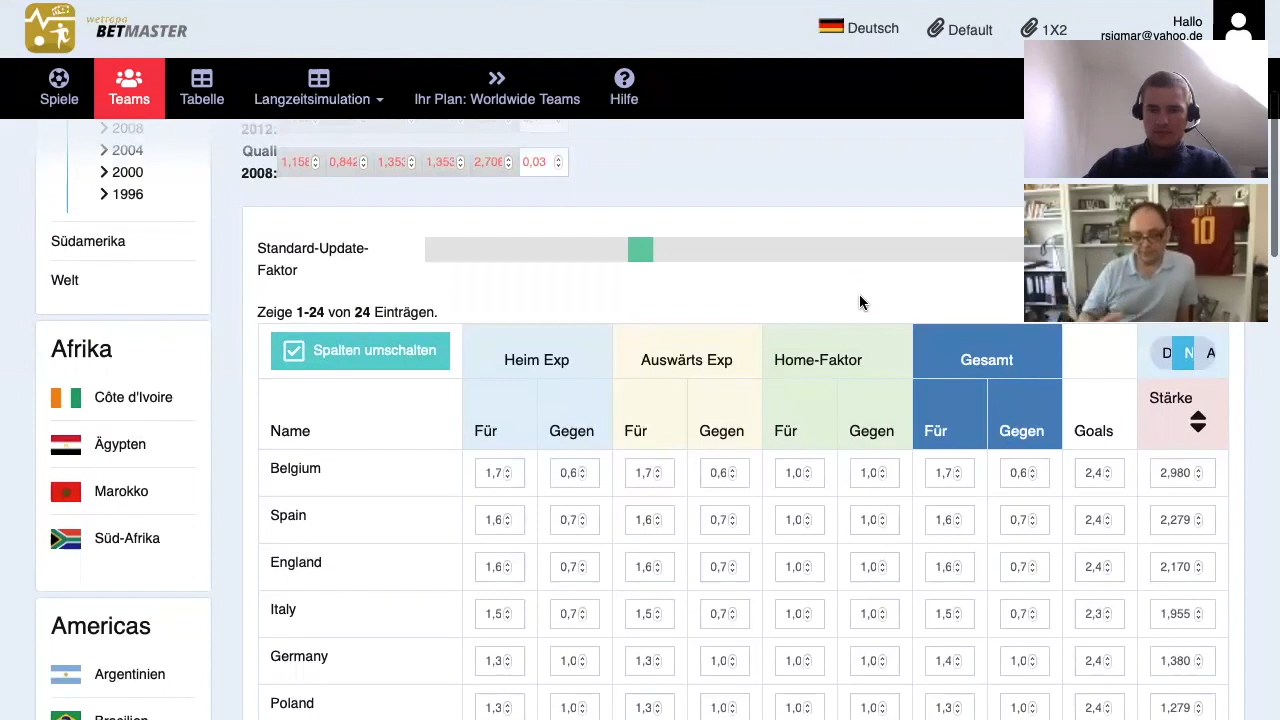 wettopa
BETMASTER
Deutsch
Default
1X2
Hallo
rsigmar@yahoo.de
Spiele
Teams
Tabelle
Langzeitsimulation
Ihr Plan: Worldwide Teams
Hilfe
2008
2004
2000
1996
Südamerika
Welt
2012:
Quali 2008:
1,158 0,842 1,353 1,353 2,706 0,03
Standard-Update-
Faktor
Zeige 1-24 von 24 Einträgen.
Spalten umschalten
Heim Exp Auswärts Exp Home-Faktor Gesamt D N A
Stärke
Name Für Gegen Für Gegen Für Gegen Für Gegen Goals
Belgium 1,7 0,6 1,7 0,6 1,0 1,0 1,7 0,6 2,4 2,980
Spain 1,6 0,7 1,6 0,7 1,0 1,0 1,6 0,7 2,4 2,279
England 1,6 0,7 1,6 0,7 1,0 1,0 1,6 0,7 2,4 2,170
Italy 1,5 0,7 1,5 0,7 1,0 1,0 1,5 0,7 2,3 1,955
Germany 1,3 1,0 1,3 1,0 1,0 1,0 1,4 1,0 2,4 1,380
Poland 1,3 1,0 1,3 1,0 1,0 1,0 1,3 1,0 2,4 1,279
Afrika
Côte d'Ivoire
Ägypten
Marokko
Süd-Afrika
Americas
Argentinien
Brasilien
10